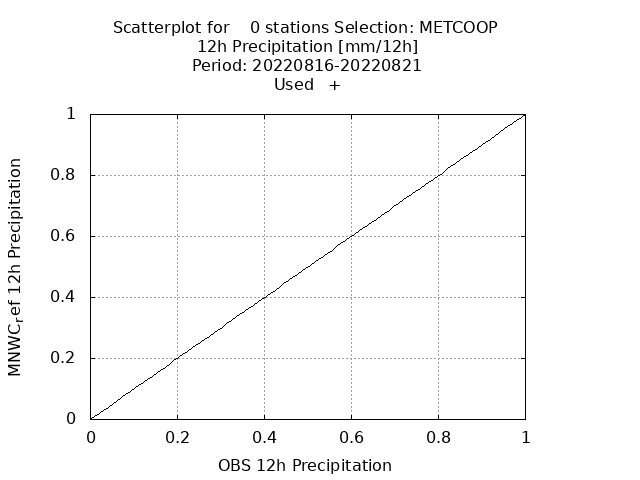 Scatterplot for    0 stations Selection: METCOOP
12h Precipitation [mm/12h]
Period: 20220816-20220821
Used +
1
0.8
0.6
0.4
0.2
0
MNWC_ref 12h Precipitation
0 0.2 0.4 0.6 0.8 1
OBS 12h Precipitation